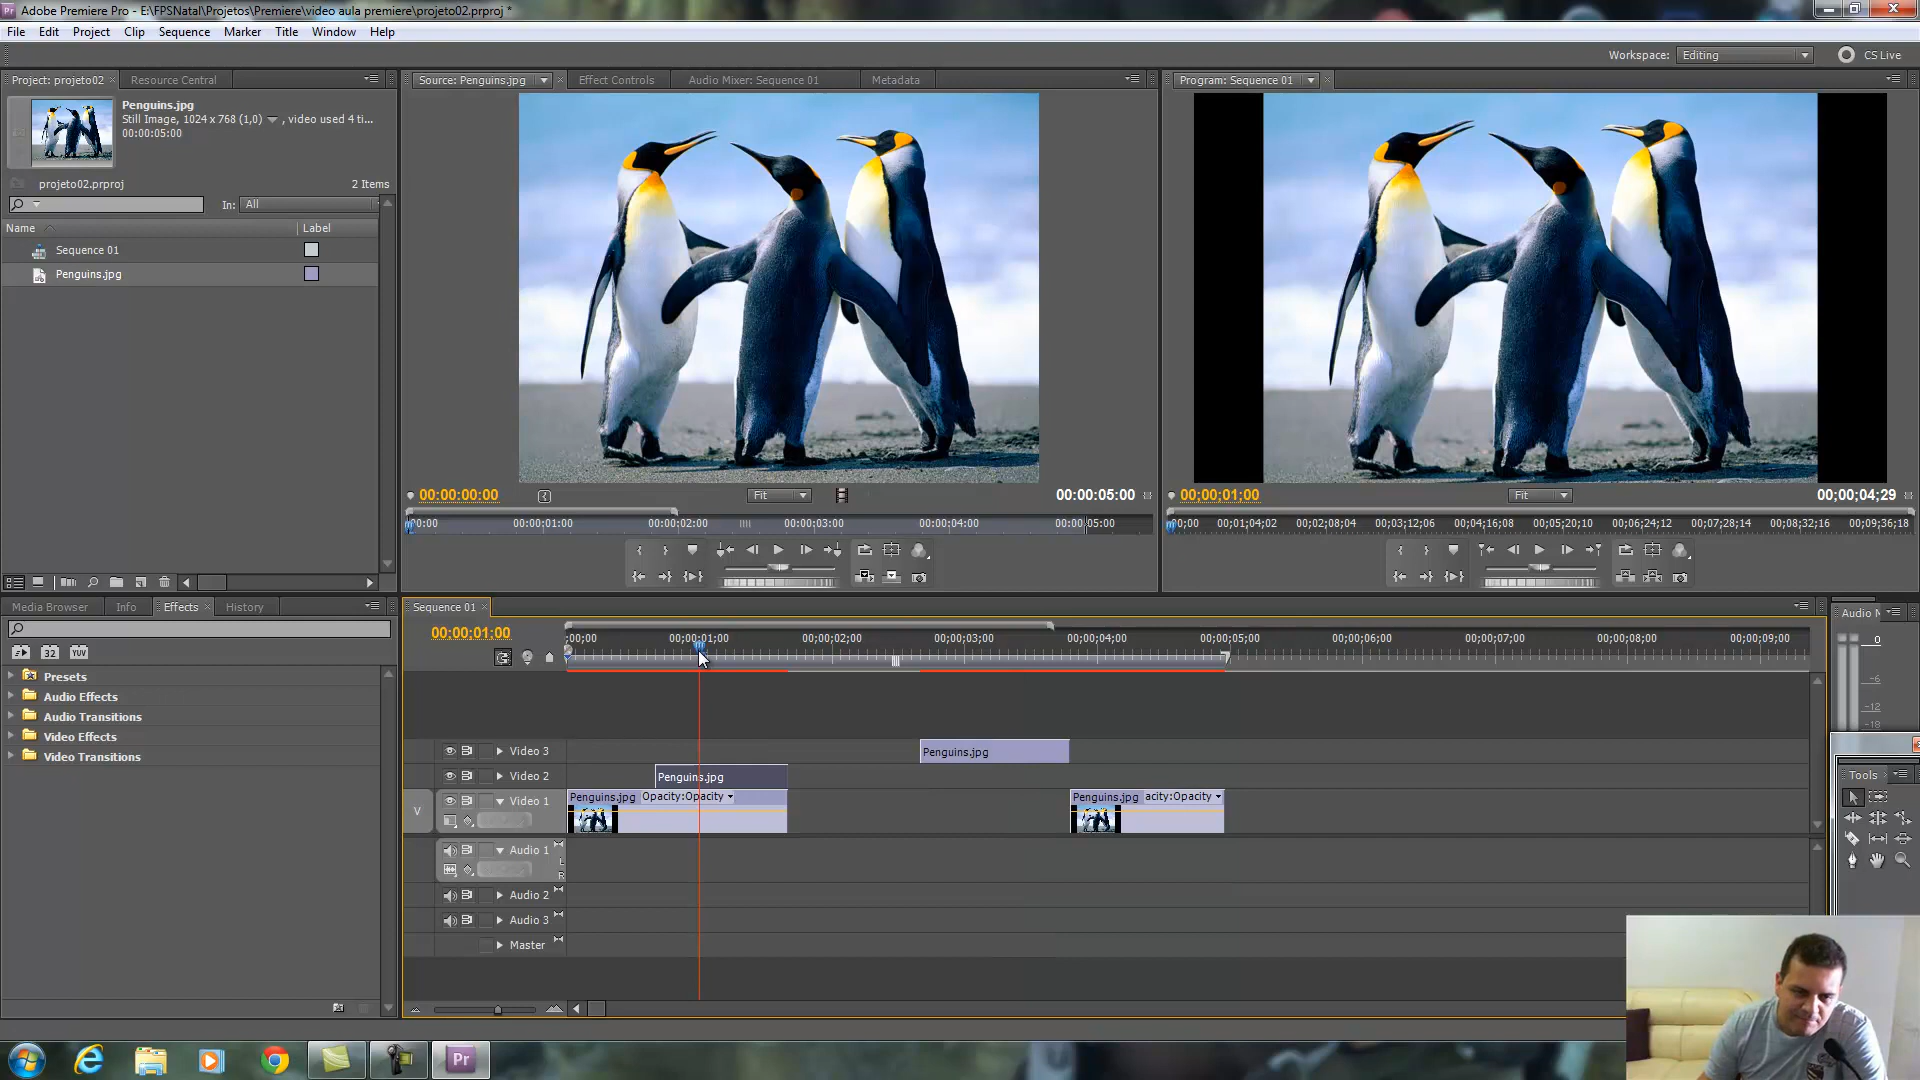 Adobe Premiere Pro - E:\FPSNatal\Projetos\Premiere\video aula premiere\projeto02.prproj *
File Edit Project Clip Sequence Marker Title Window Help
Workspace: Editing CS Live
Project: projeto02 Resource Central
Penguins.jpg
Still Image, 1024 x 768 (1,0) , video used 4 ti...
00:00:05:00
projeto02.prproj 2 Items
In: All
Name Label
Sequence 01
Penguins.jpg
Source: Penguins.jpg Effect Controls Audio Mixer: Sequence 01 Metadata
00:00:00:00 Fit 00:00:05:00
00:00 00:00:01:00 00:00:02:00 00:00:03:00 00:00:04:00 00:00:05:00
Program: Sequence 01
00;00;01;00 Fit 00;00;04;29
00;00 00;01;04;02 00;02;08;04 00;03;12;06 00;04;16;08 00;05;20;10 00;06;24;12 00;07;28;14 00;08;32;16 00;09;36;18
Media Browser Info Effects History
32 YUV
Presets
Audio Effects
Audio Transitions
Video Effects
Video Transitions
Sequence 01
00;00;01;00
;00;00 00;00;01;00 00;00;02;00 00;00;03;00 00;00;04;00 00;00;05;00 00;00;06;00 00;00;07;00 00;00;08;00 00;00;09;00
Video 3 Penguins.jpg
Video 2 Penguins.jpg
V Video 1 Penguins.jpg Opacity:Opacity Penguins.jpg acity:Opacity
Audio 1
L
R
Audio 2
Audio 3
Master
Audio
0
-6
-12
-18
Tools
Pr